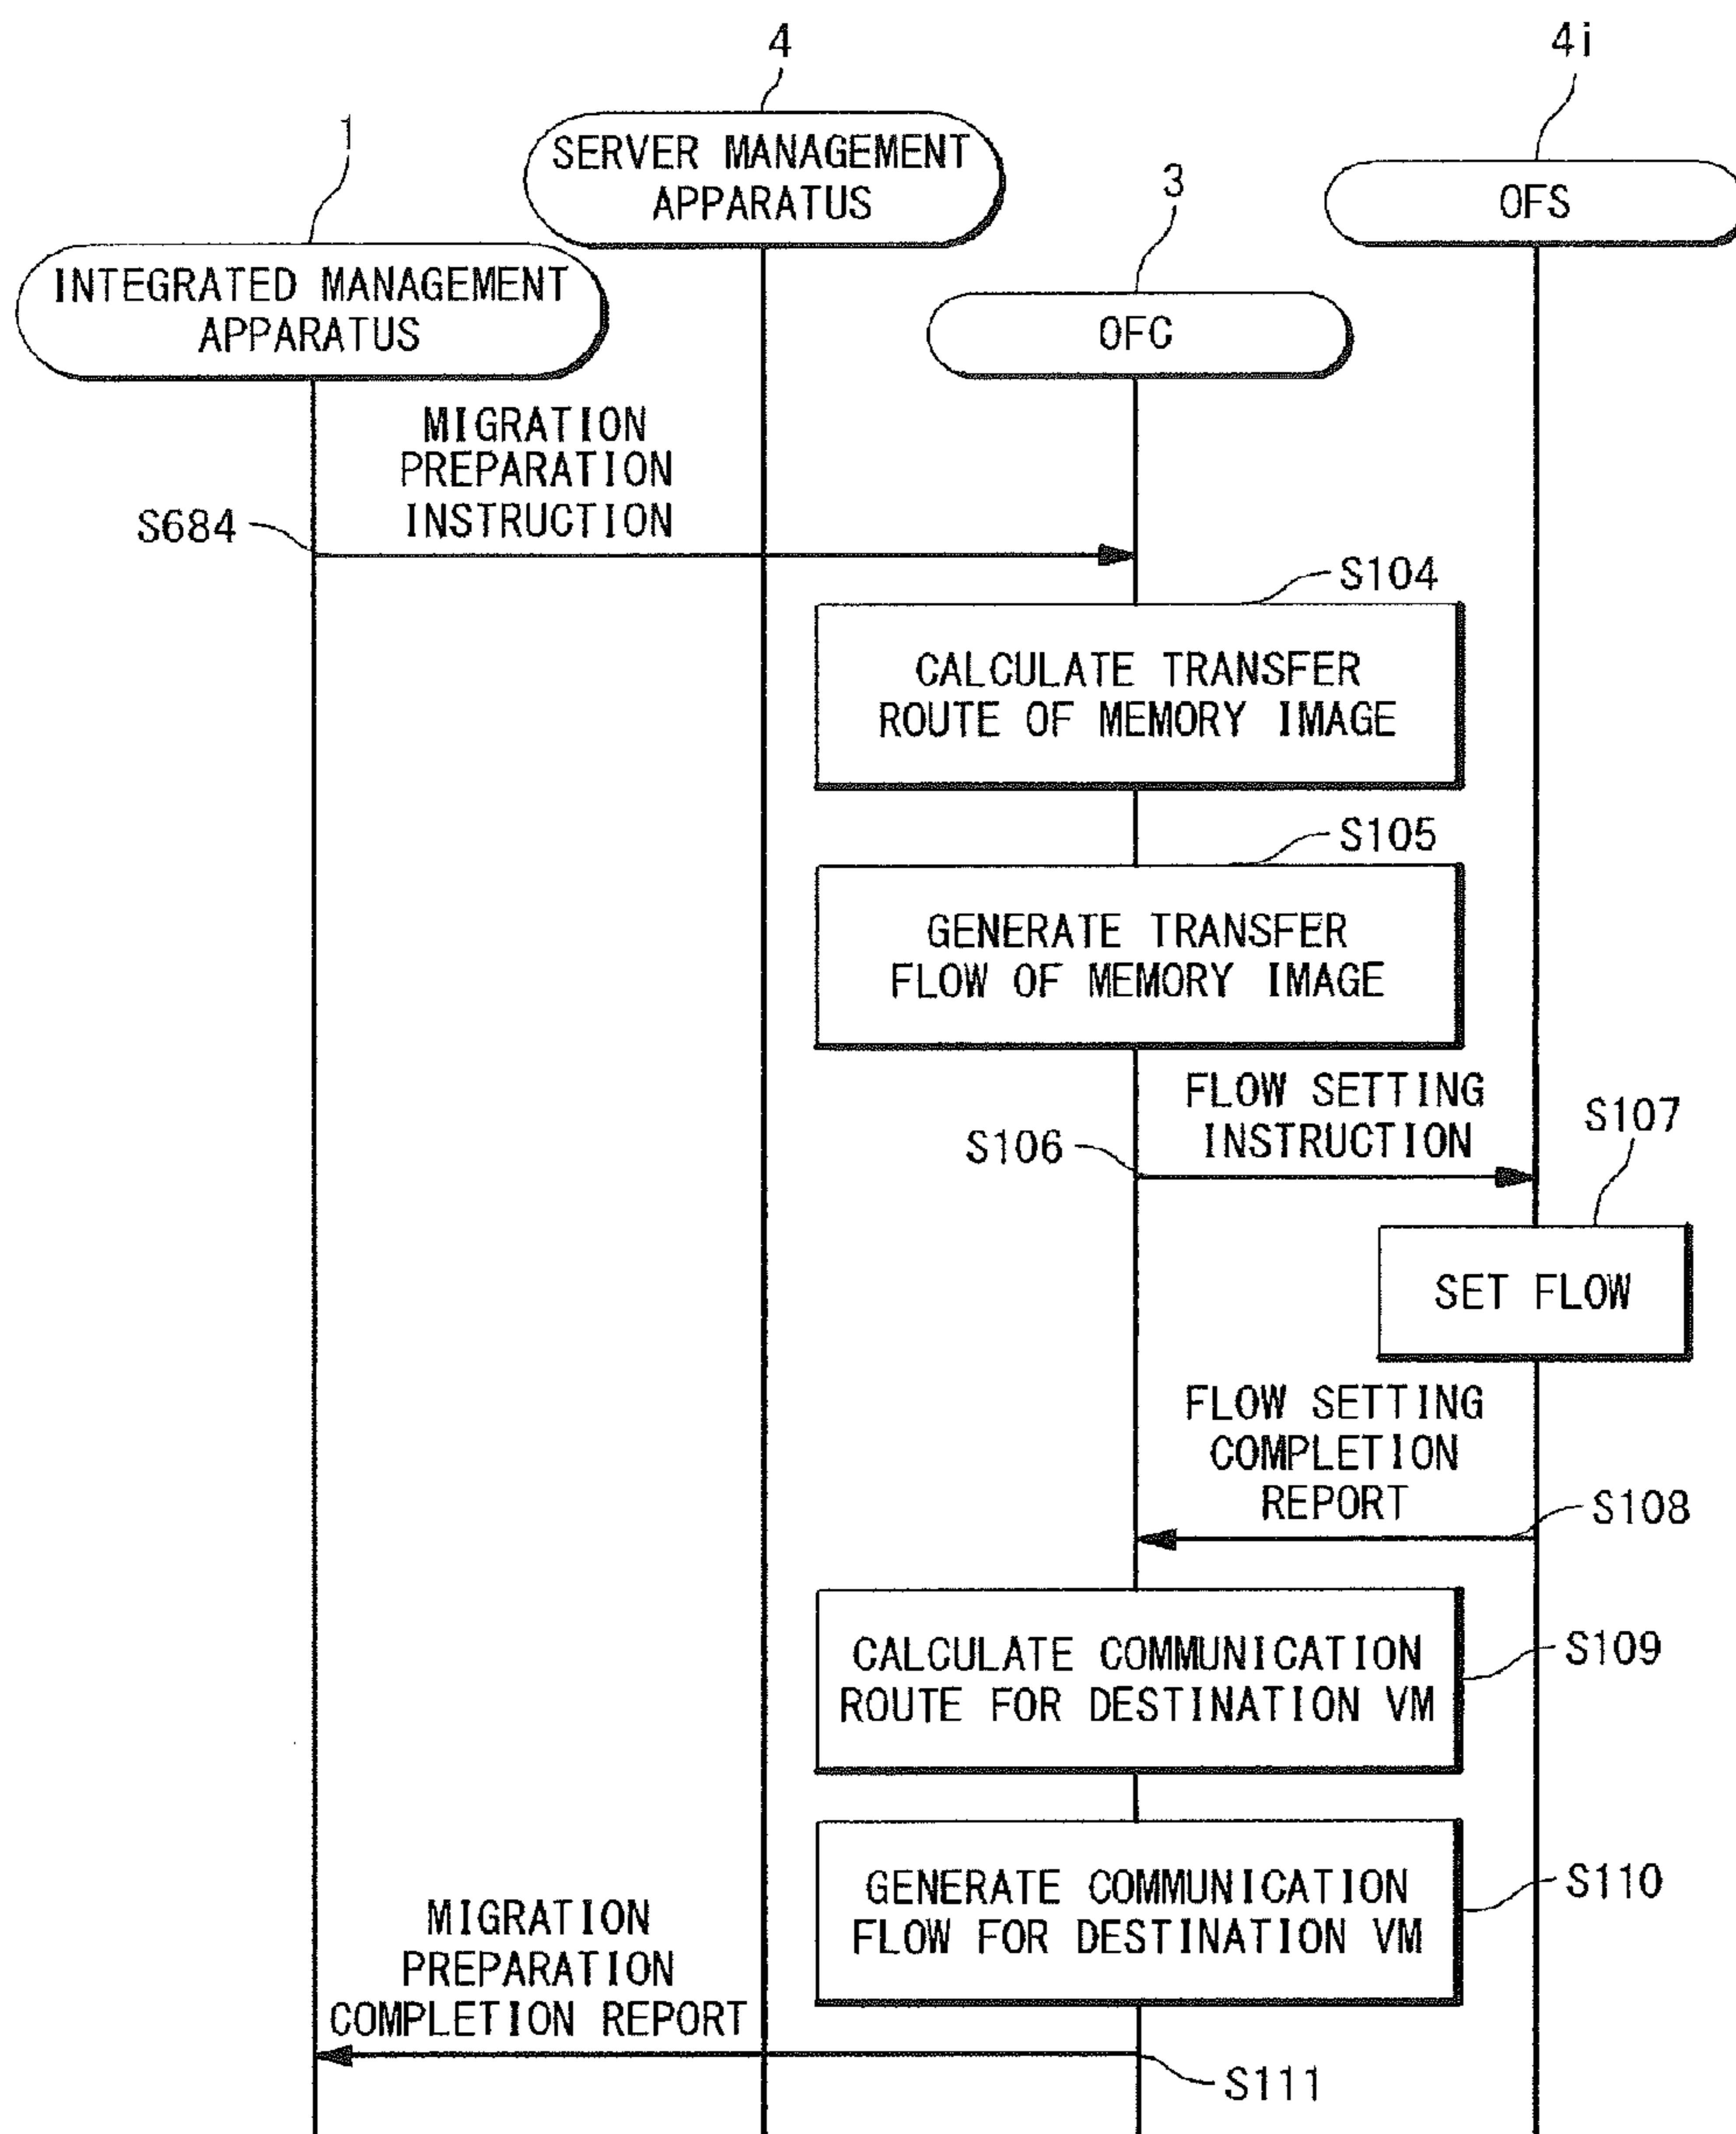 4
4i
1
SERVER MANAGEMENT
APPARATUS
3
OFS
INTEGRATED MANAGEMENT
APPARATUS
OFC
MIGRATION
PREPARATION
INSTRUCTION
S684
S104
CALCULATE TRANSFER
ROUTE OF MEMORY IMAGE
S105
GENERATE TRANSFER
FLOW OF MEMORY IMAGE
FLOW SETTING
INSTRUCTION
S106
S107
SET FLOW
FLOW SETTING
COMPLETION
REPORT
S108
CALCULATE COMMUNICATION
ROUTE FOR DESTINATION VM
S109
GENERATE COMMUNICATION
FLOW FOR DESTINATION VM
S110
MIGRATION
PREPARATION
COMPLETION REPORT
S111